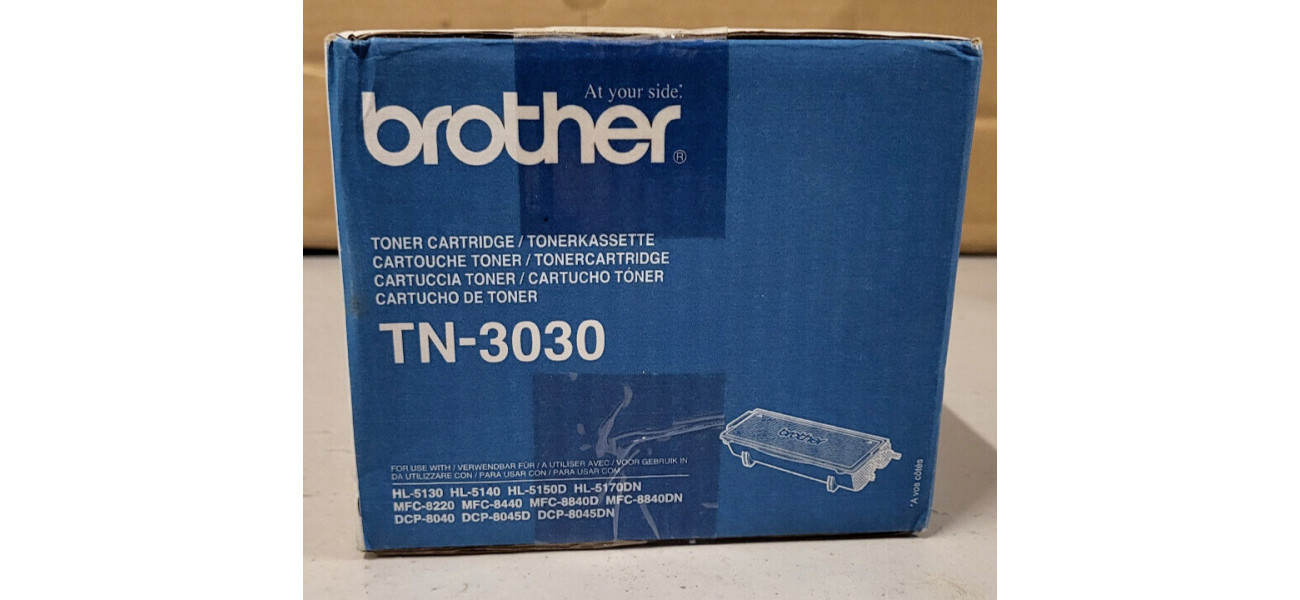 At your side.
brother®
TONER CARTRIDGE / TONERKASSETTE
CARTOUCHE TONER / TONERCARTRIDGE
CARTUCCIA TONER / CARTUCHO TÓNER
CARTUCHO DE TONER
TN-3030
brother
FOR USE WITH / VERWENDBAR FÜR / A UTILISER AVEC / VOOR GEBRUIK IN
DA UTILIZZARE CON / PARA USAR CON / PARA USAR COM
HL-5130 HL-5140 HL-5150D HL-5170DN
MFC-8220 MFC-8440 MFC-8840D MFC-8840DN
DCP-8040 DCP-8045D DCP-8045DN
*A vos côtés